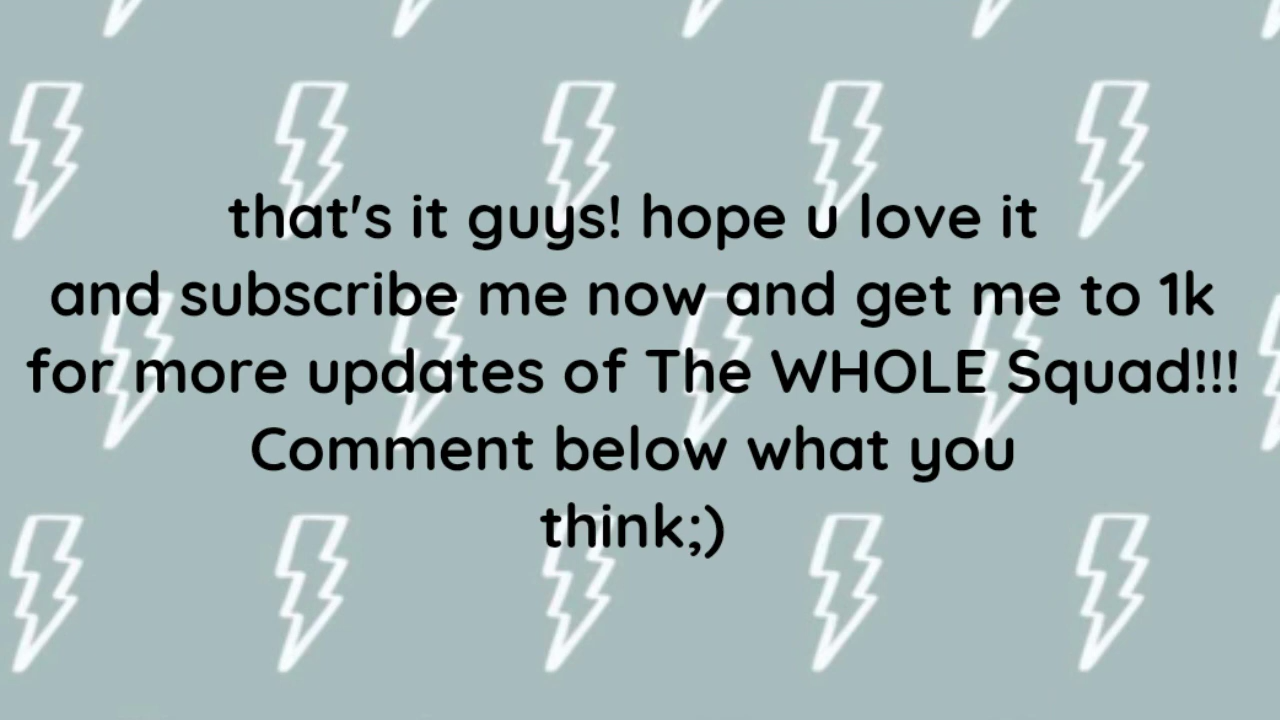 that's it guys! hope u love it
and subscribe me now and get me to 1k
for more updates of The WHOLE Squad!!!
Comment below what you
think;)